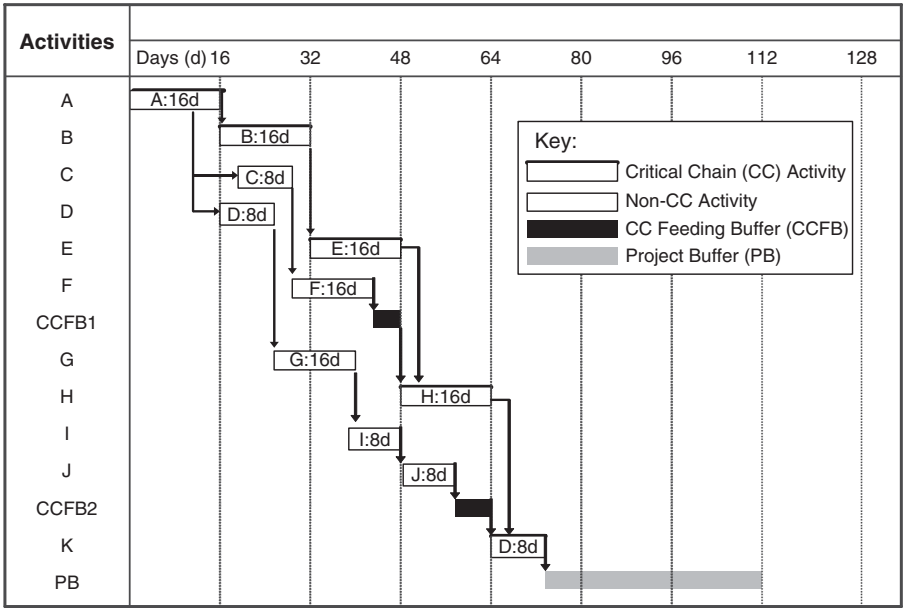 Activities
Days (d) 16 32 48 64 80 96 112 128
A A:16d
B B:16d
Key:
Critical Chain (CC) Activity
C C:8d
Non-CC Activity
D D:8d
CC Feeding Buffer (CCFB)
E E:16d
Project Buffer (PB)
F F:16d
CCFB1
G G:16d
H H:16d
I I:8d
J J:8d
CCFB2
K D:8d
PB